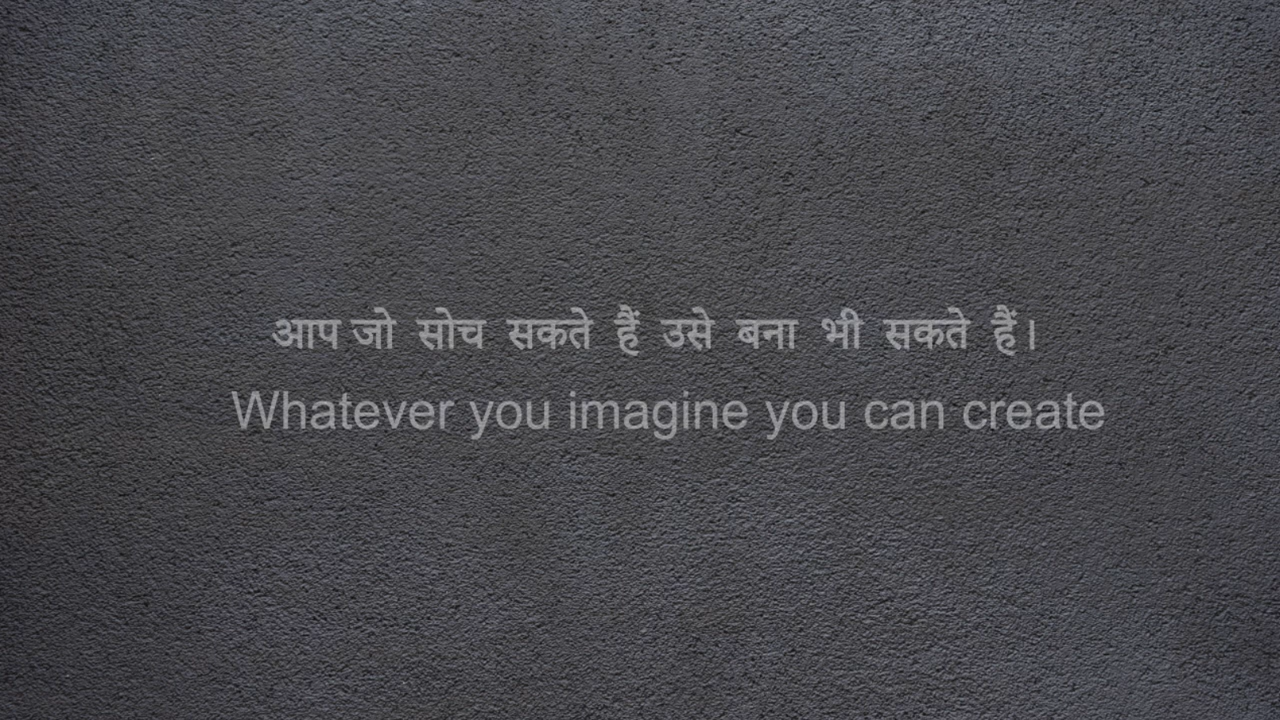 आप जो सोच सकते हैं उसे बना भी सकते हैं।
Whatever you imagine you can create